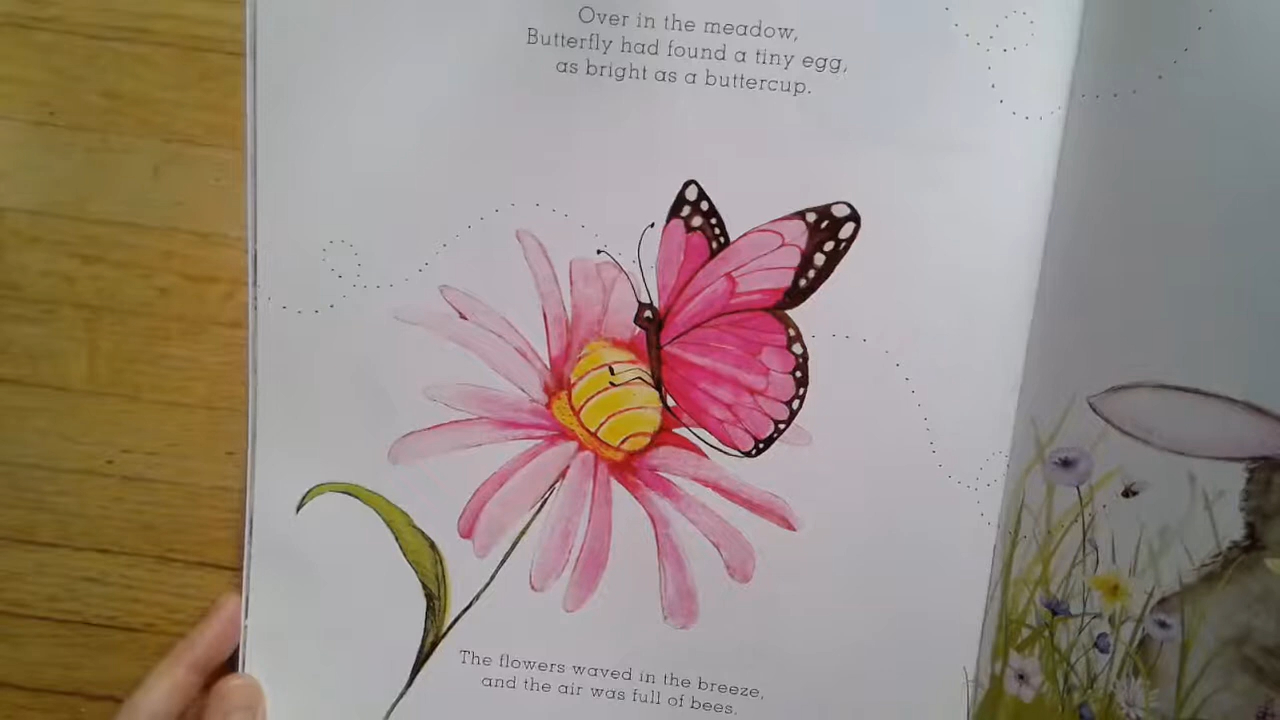 Over in the meadow,
Butterfly had found a tiny egg,
as bright as a buttercup.
The flowers waved in the breeze,
and the air was full of bees.